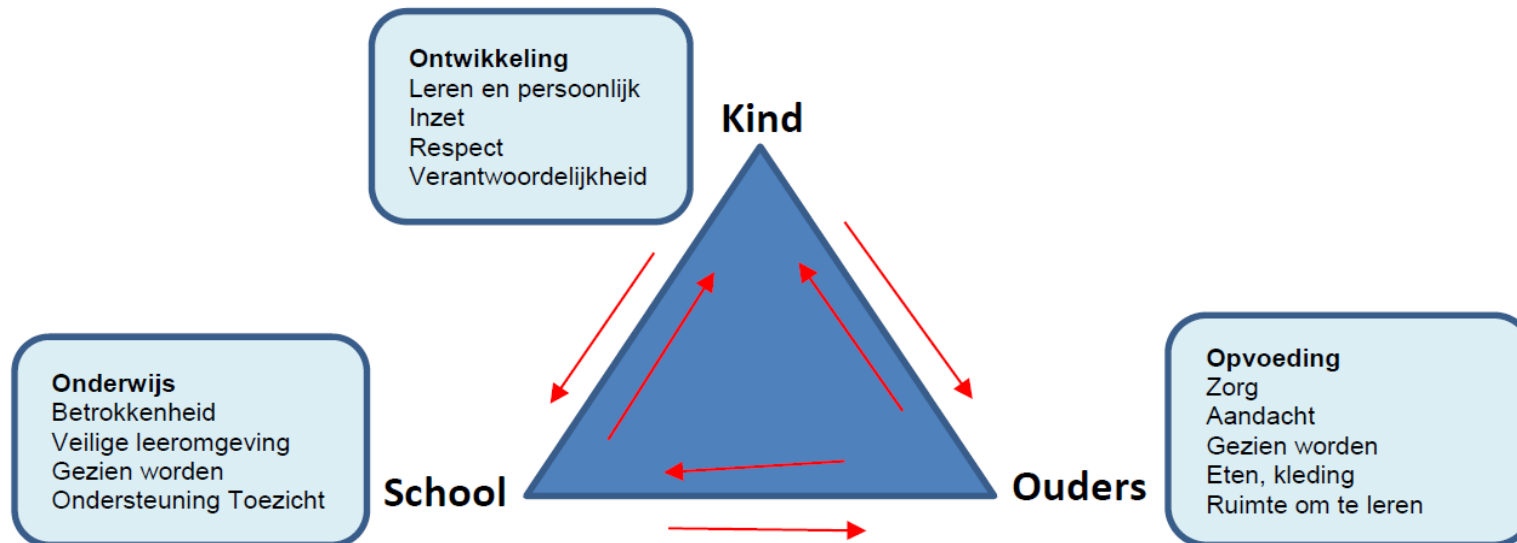 Ontwikkeling
Leren en persoonlijk
Inzet
Respect
Verantwoordelijkheid
Kind
Onderwijs
Betrokkenheid
Veilige leeromgeving
Gezien worden
Ondersteuning Toezicht
School
Ouders
Opvoeding
Zorg
Aandacht
Gezien worden
Eten, kleding
Ruimte om te leren